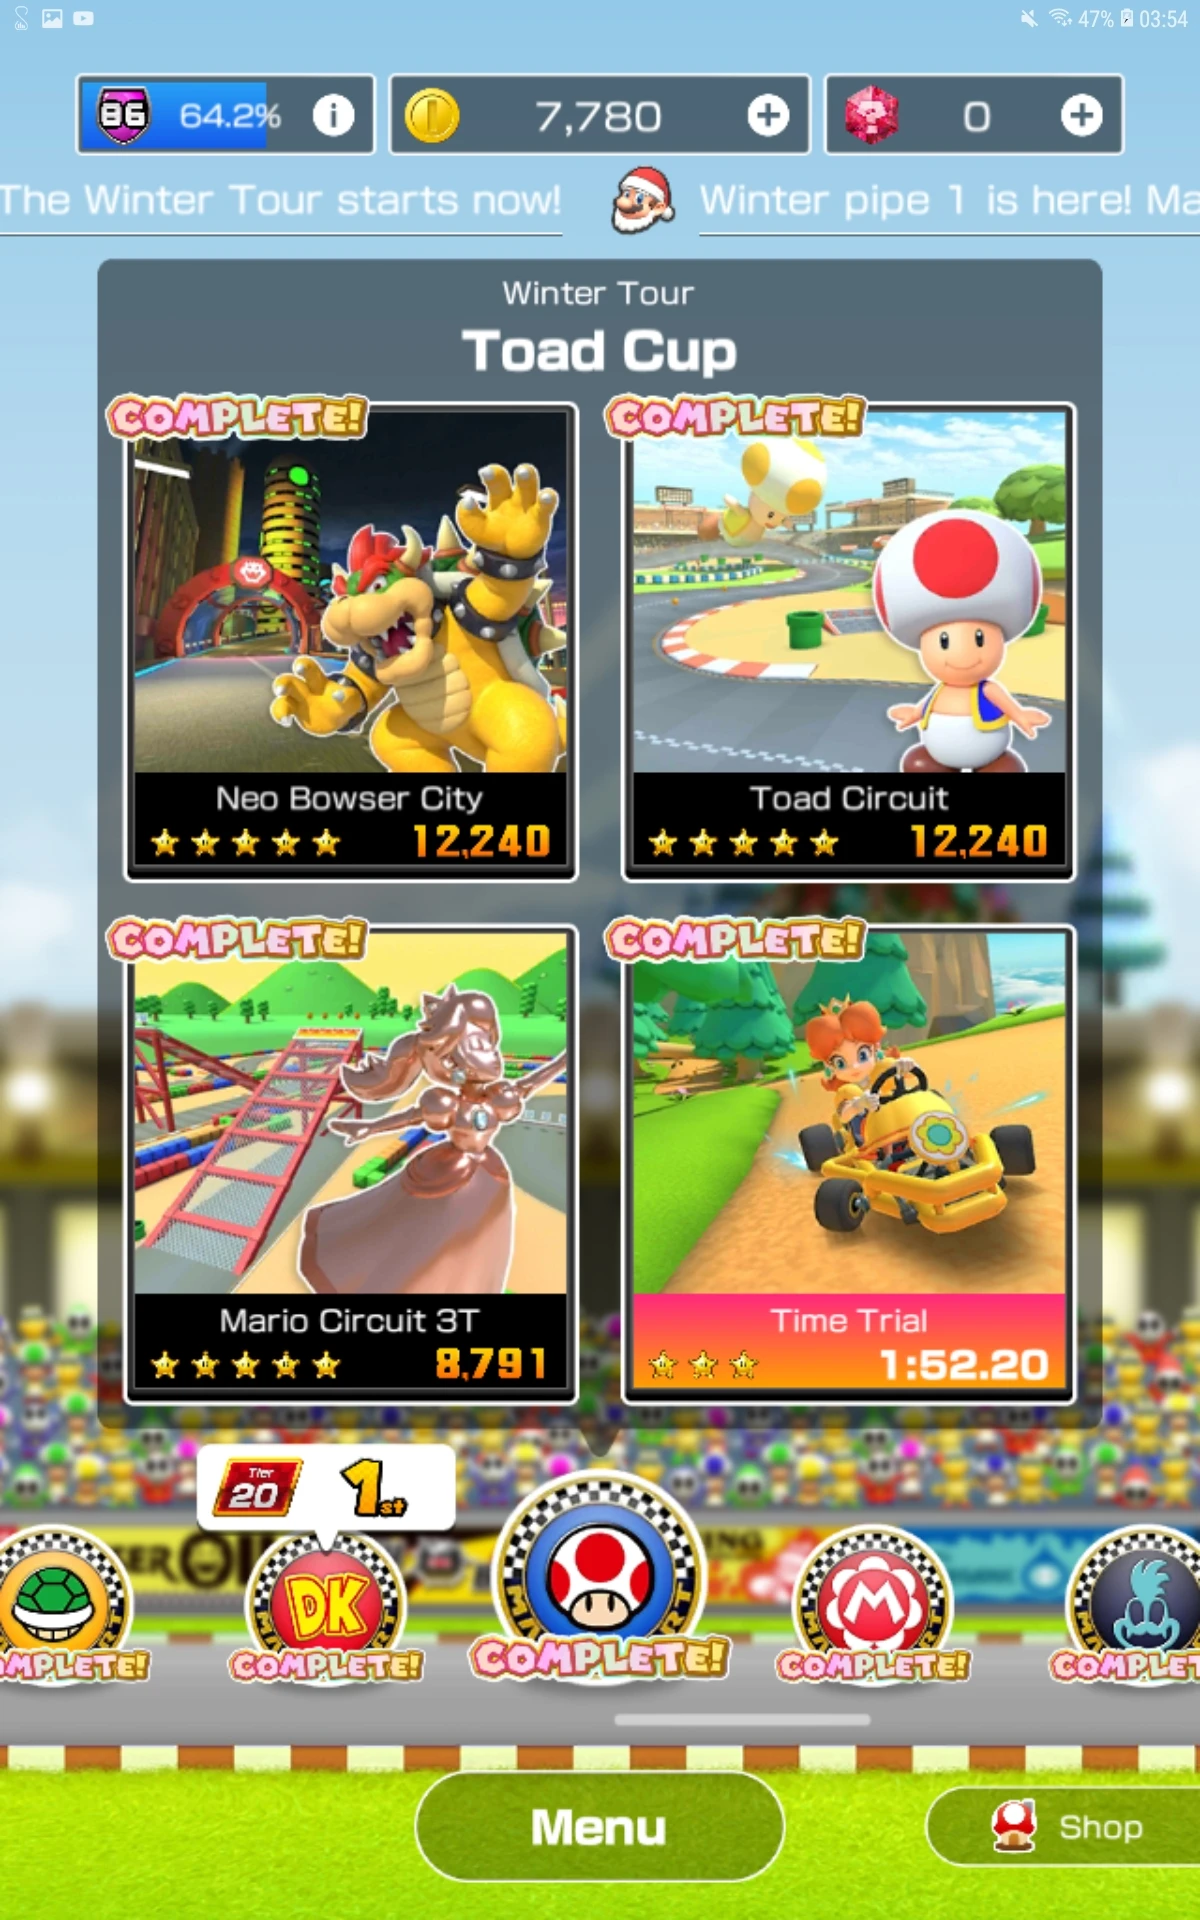 47% 03:54
86 64.2% i 7,780 + 0 +
The Winter Tour starts now! Winter pipe 1 is here! Ma
Winter Tour
Toad Cup
COMPLETE! COMPLETE!
Neo Bowser City
12,240
Toad Circuit
12,240
COMPLETE! COMPLETE!
Mario Circuit 3T
8,791
Time Trial
1:52.20
Tier
20
1st
DK
M
OMPLETE! COMPLETE! COMPLETE! COMPLETE! COMPLET
Menu
Shop